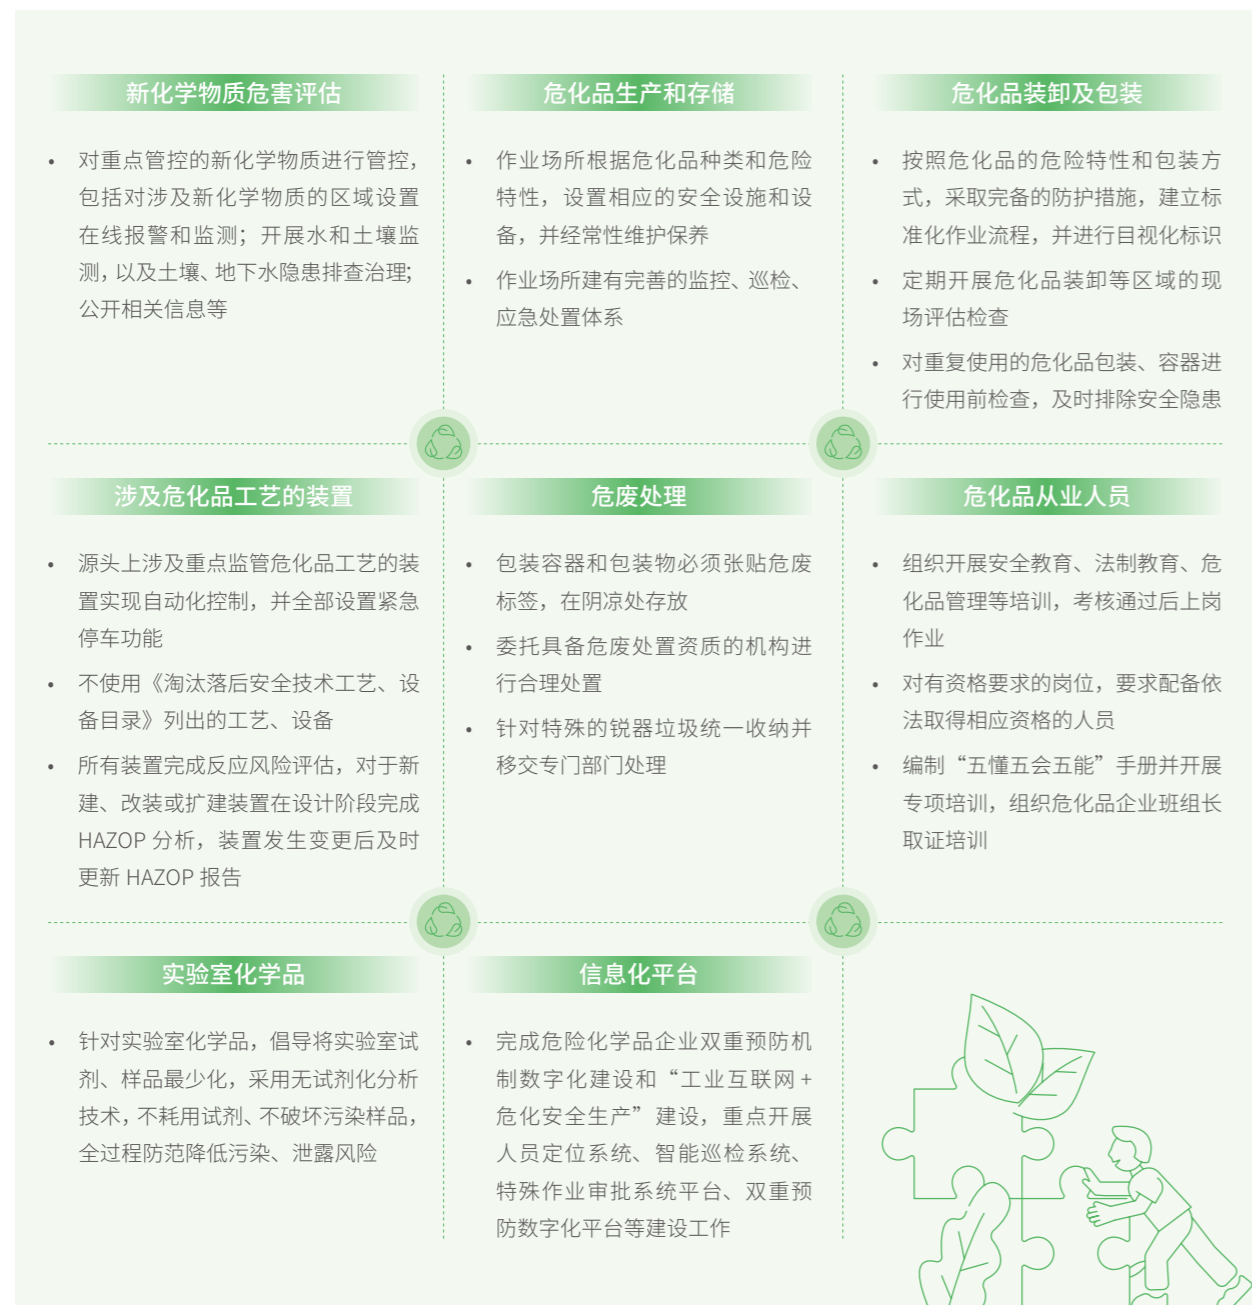 新化学物质危害评估
• 对重点管控的新化学物质进行管控，
包括对涉及新化学物质的区域设置
在线报警和监测；开展水和土壤监
测，以及土壤、地下水隐患排查治理；
公开相关信息等
危化品生产和存储
• 作业场所根据危化品种类和危险
特性，设置相应的安全设施和设
备，并经常性维护保养
• 作业场所建有完善的监控、巡检、
应急处置体系
危化品装卸及包装
• 按照危化品的危险特性和包装方
式，采取完备的防护措施，建立标
准化作业流程，并进行目视化标识
• 定期开展危化品装卸等区域的现
场评估检查
• 对重复使用的危化品包装、容器进
行使用前检查，及时排除安全隐患
涉及危化品工艺的装置
• 源头上涉及重点监管危化品工艺的装
置实现自动化控制，并全部设置紧急
停车功能
• 不使用《淘汰落后安全技术工艺、设
备目录》列出的工艺、设备
• 所有装置完成反应风险评估，对于新
建、改装或扩建装置在设计阶段完成
HAZOP 分析，装置发生变更后及时
更新 HAZOP 报告
危废处理
• 包装容器和包装物必须张贴危废
标签，在阴凉处存放
• 委托具备危废处置资质的机构进
行合理处置
• 针对特殊的锐器垃圾统一收纳并
移交专门部门处理
危化品从业人员
• 组织开展安全教育、法制教育、危
化品管理等培训，考核通过后上岗
作业
• 对有资格要求的岗位，要求配备依
法取得相应资格的人员
• 编制“五懂五会五能”手册并开展
专项培训，组织危化品企业班组长
取证培训
实验室化学品
• 针对实验室化学品，倡导将实验室试
剂、样品最少化，采用无试剂化分析
技术，不耗用试剂、不破坏污染样品，
全过程防范降低污染、泄露风险
信息化平台
• 完成危险化学品企业双重预防机
制数字化建设和“工业互联网 +
危化安全生产”建设，重点开展
人员定位系统、智能巡检系统、
特殊作业审批系统平台、双重预
防数字化平台等建设工作